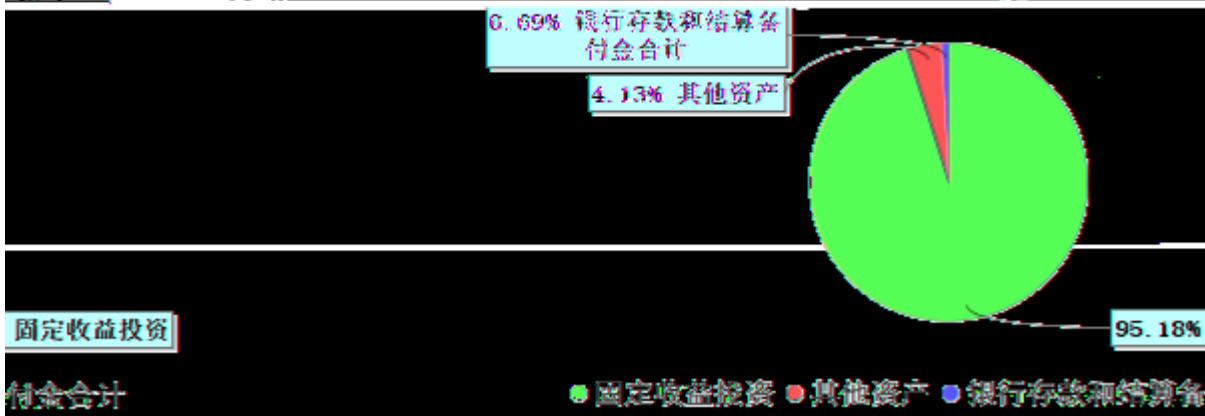 0.69% 银行存款和结算备
付金合计
4.13% 其他资产
固定收益投资
95.18%
付金合计
固定收益投资 其他资产 银行存款和结算备